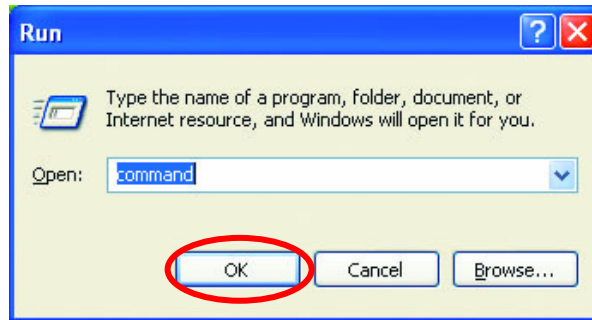 Run
?
X
Type the name of a program, folder, document, or
Internet resource, and Windows will open it for you.
Open: command
OK Cancel Browse...